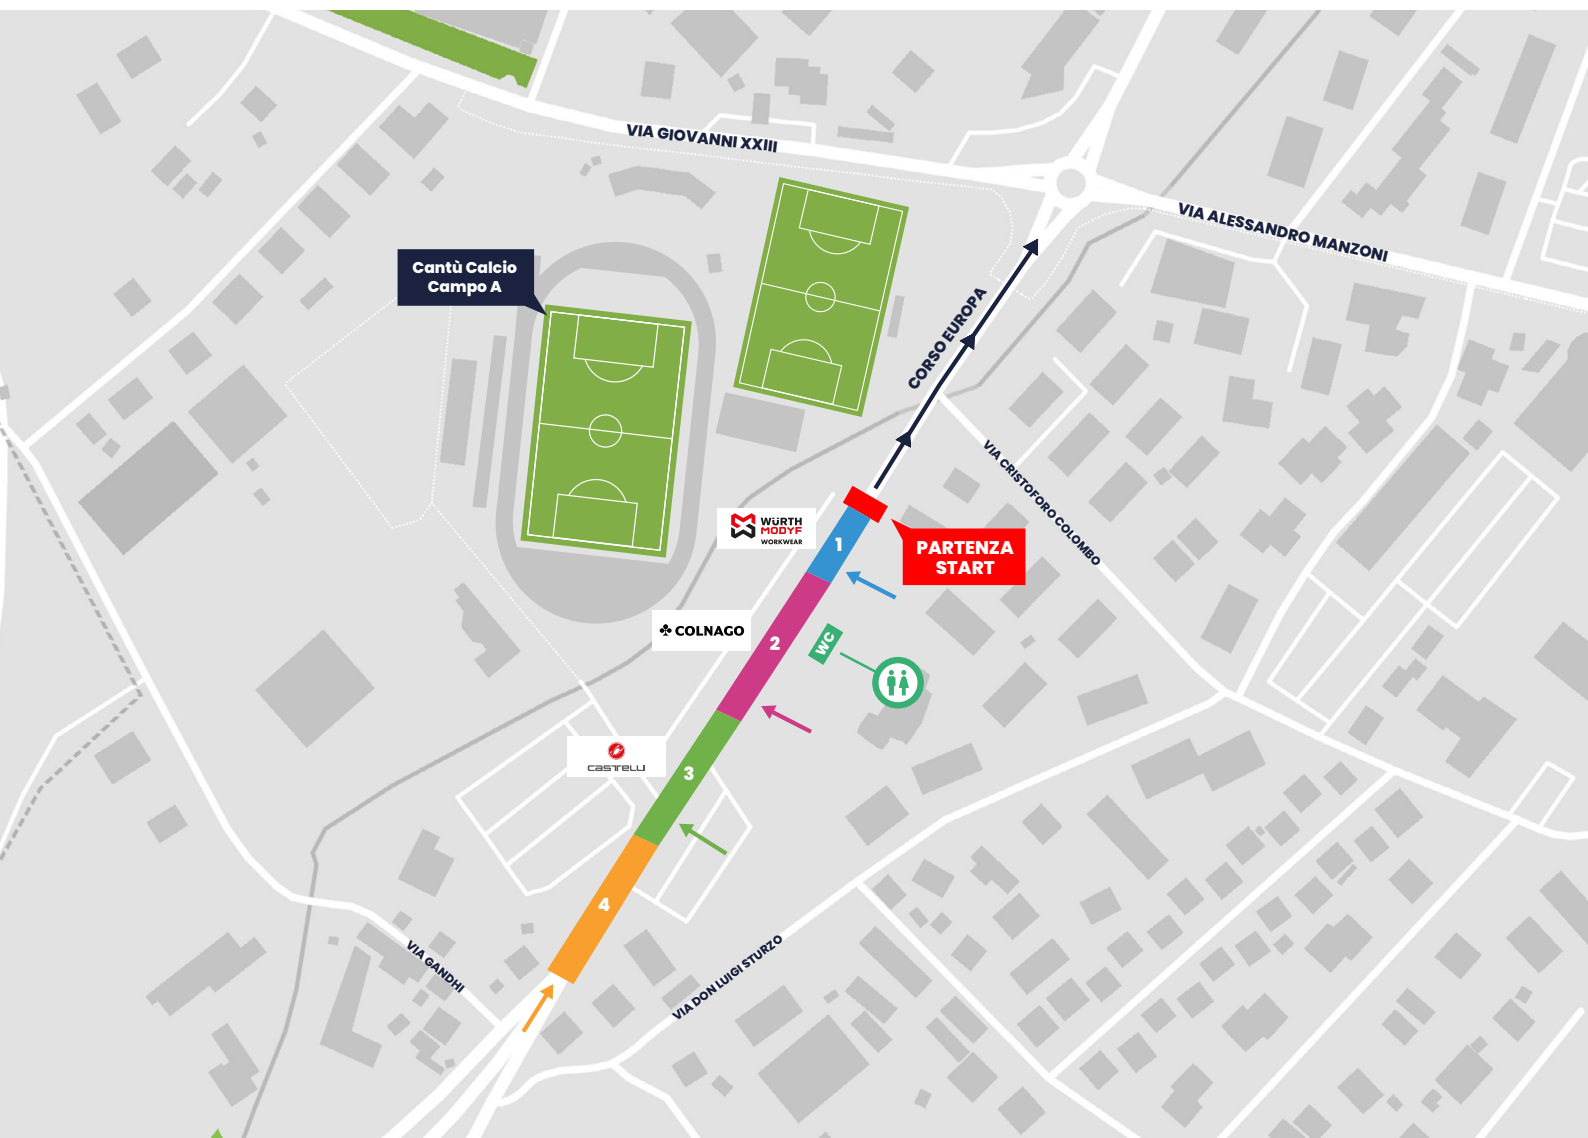 VIA GIOVANNI XXIII
VIA ALESSANDRO MANZONI
Cantù Calcio
Campo A
CORSO EUROPA
VIA CRISTOFORO COLOMBO
WÜRTH
MODYF
WORKWEAR
1
PARTENZA
START
COLNAGO
2
WC
CASTELLI
3
4
VIA GANDHI
VIA DON LUIGI STURZO